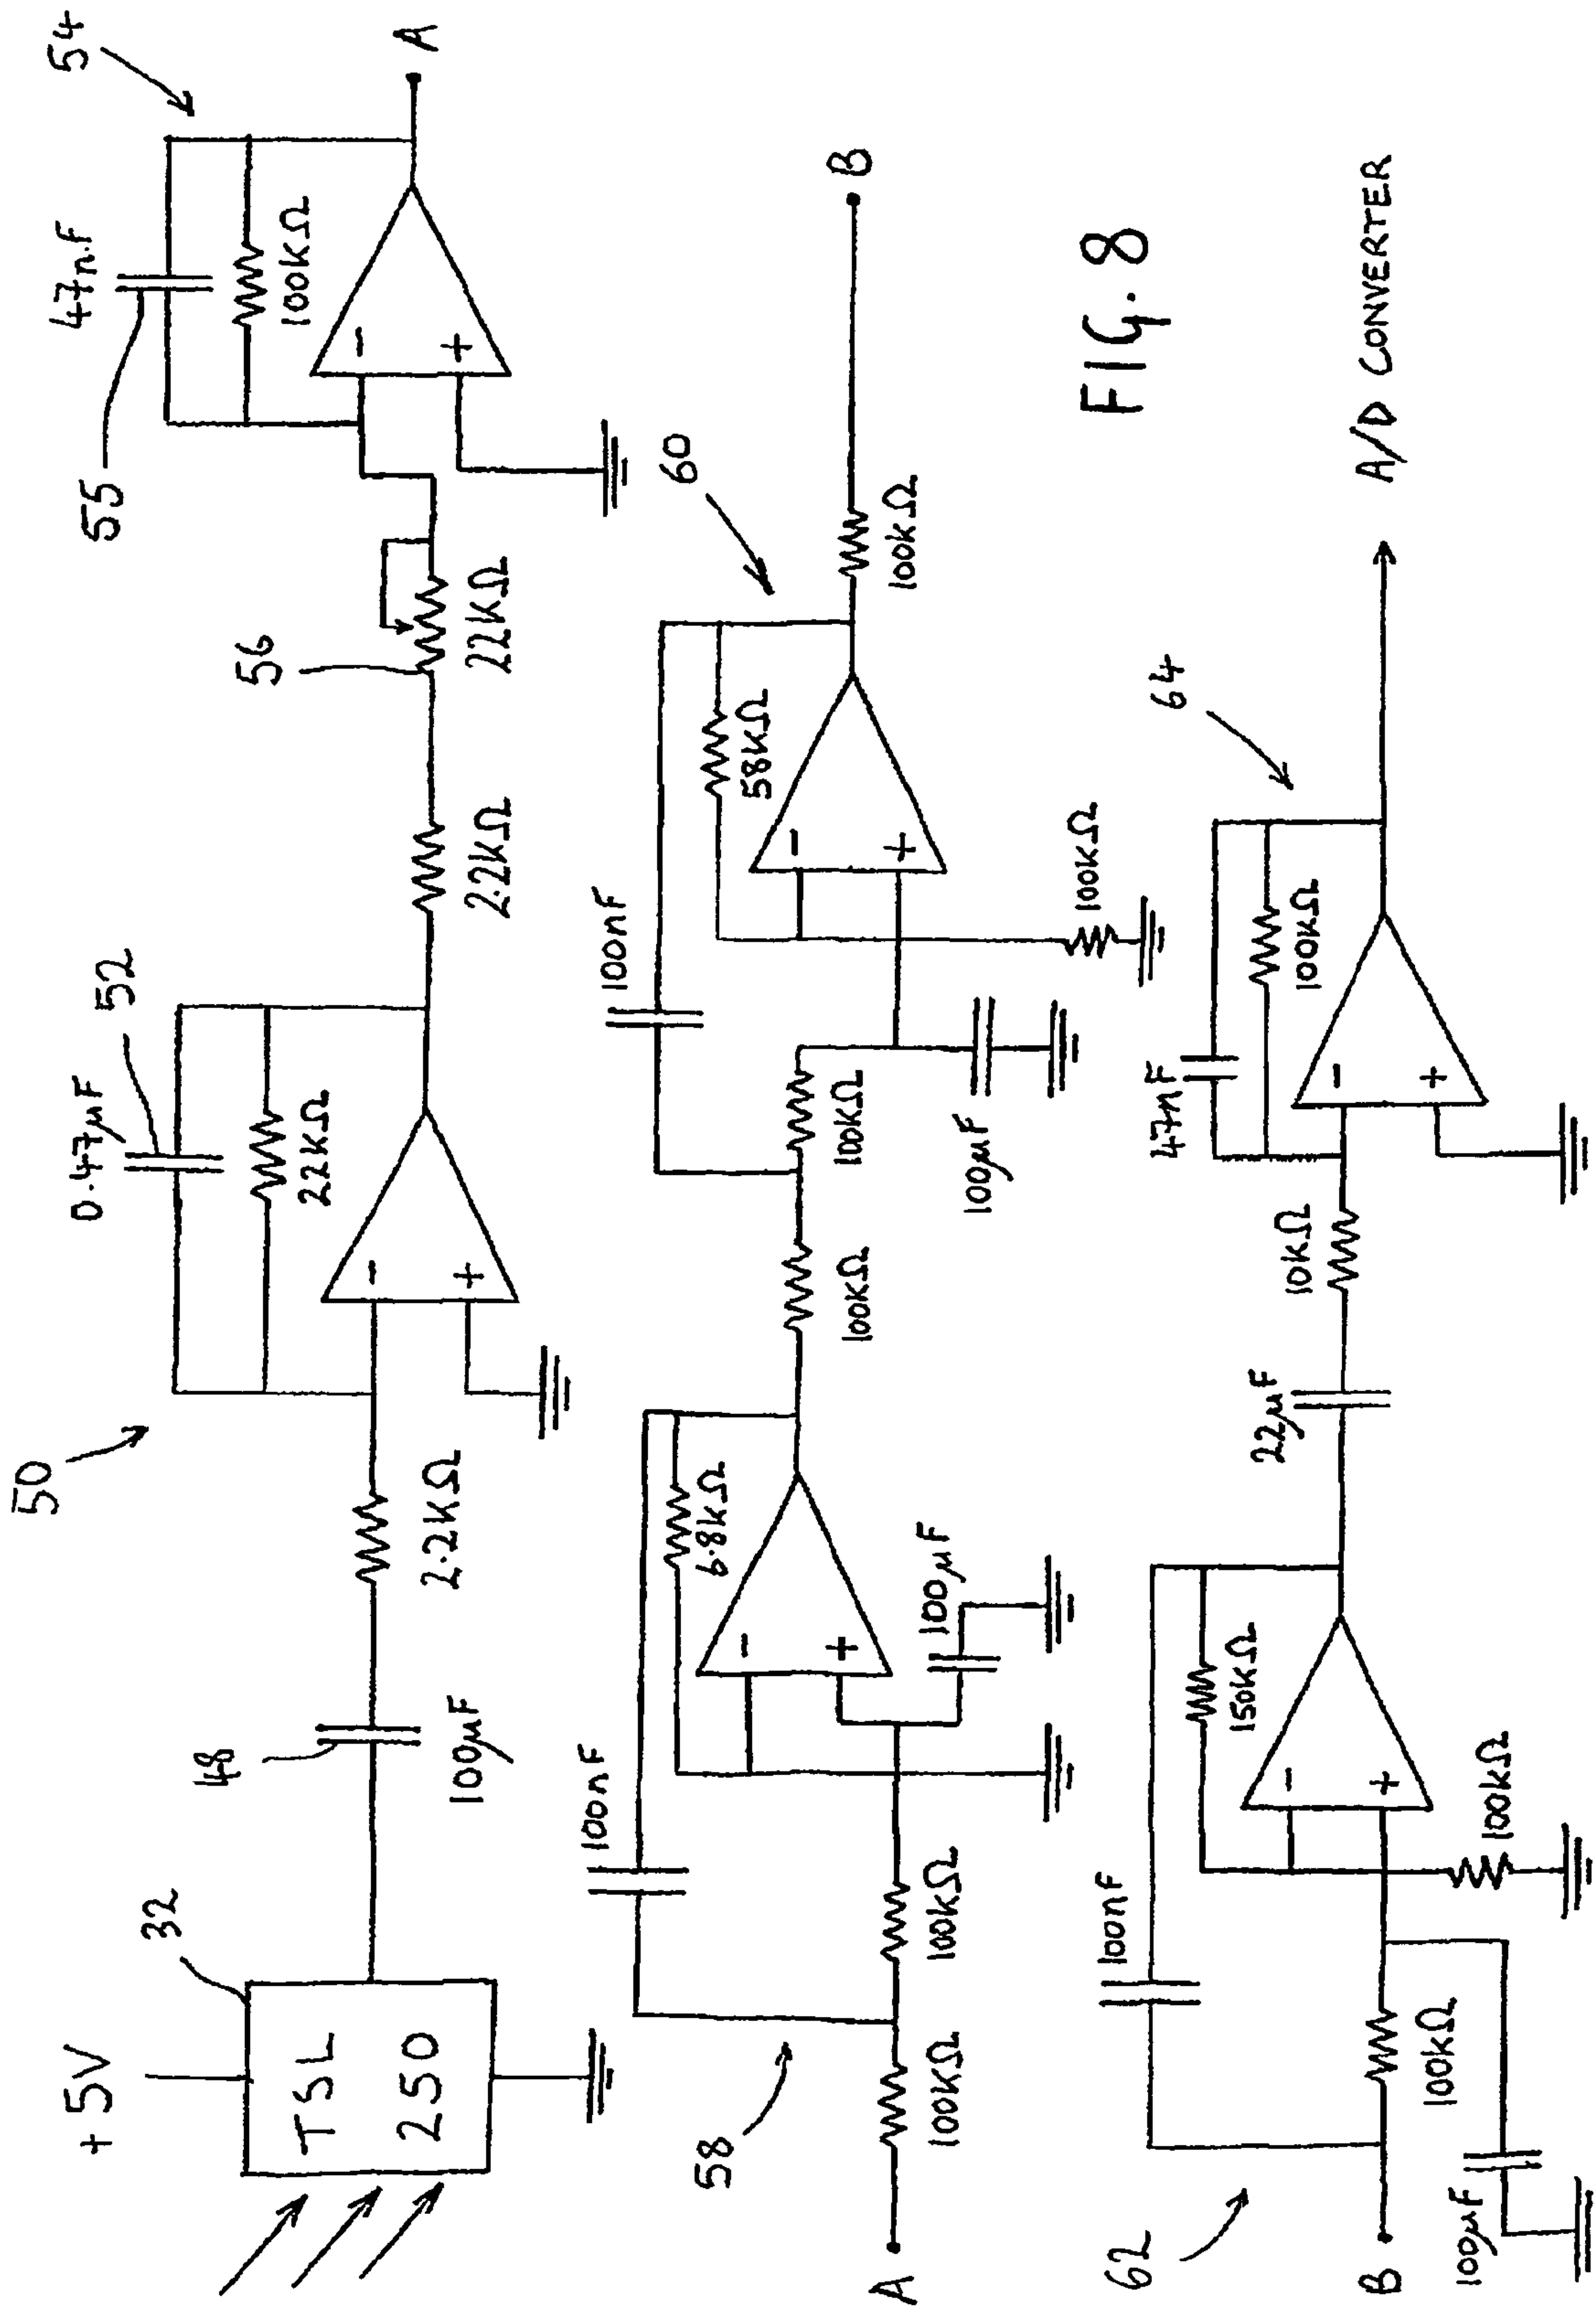 +5V
32
TSL
250
48
100µF
2.2KΩ
50
0.47µF
52
22KΩ
-
+
2.2KΩ
56
22KΩ
55
47n.F
100KΩ
-
+
54
A
A
58
100KΩ
100KΩ
100nF
6.8KΩ
-
+
100µF
100KΩ
100KΩ
100nF
100µF
58KΩ
-
+
100KΩ
60
100KΩ
B
62
B
100µF
100KΩ
100nF
150KΩ
-
+
100KΩ
22µF
10KΩ
47nF
100KΩ
-
+
64
A/D CONVERTER
FIG. 8